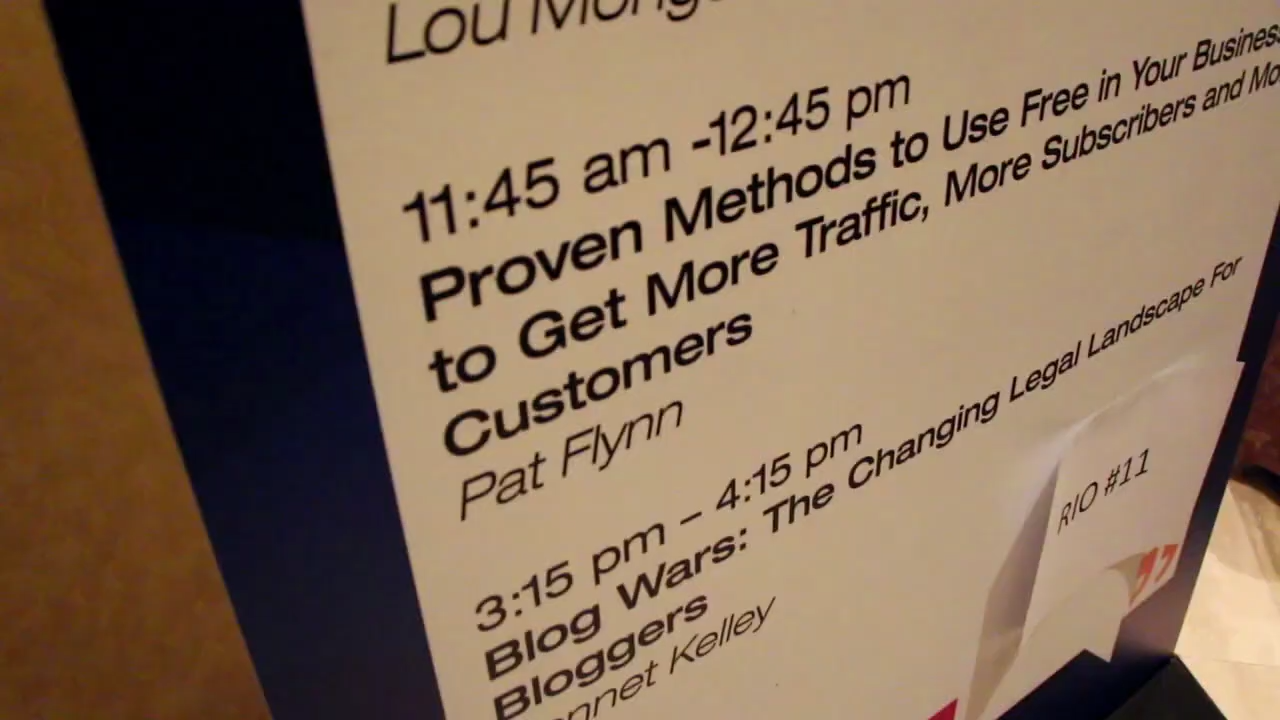 Lou
11:45 am -12:45 pm
Proven Methods to Use Free in Your Business
to Get More Traffic, More Subscribers and
Customers
Pat Flynn
3:15 pm – 4:15 pm
Blog Wars: The Changing Legal Landscape For
Bloggers
Kelley
RIO #11